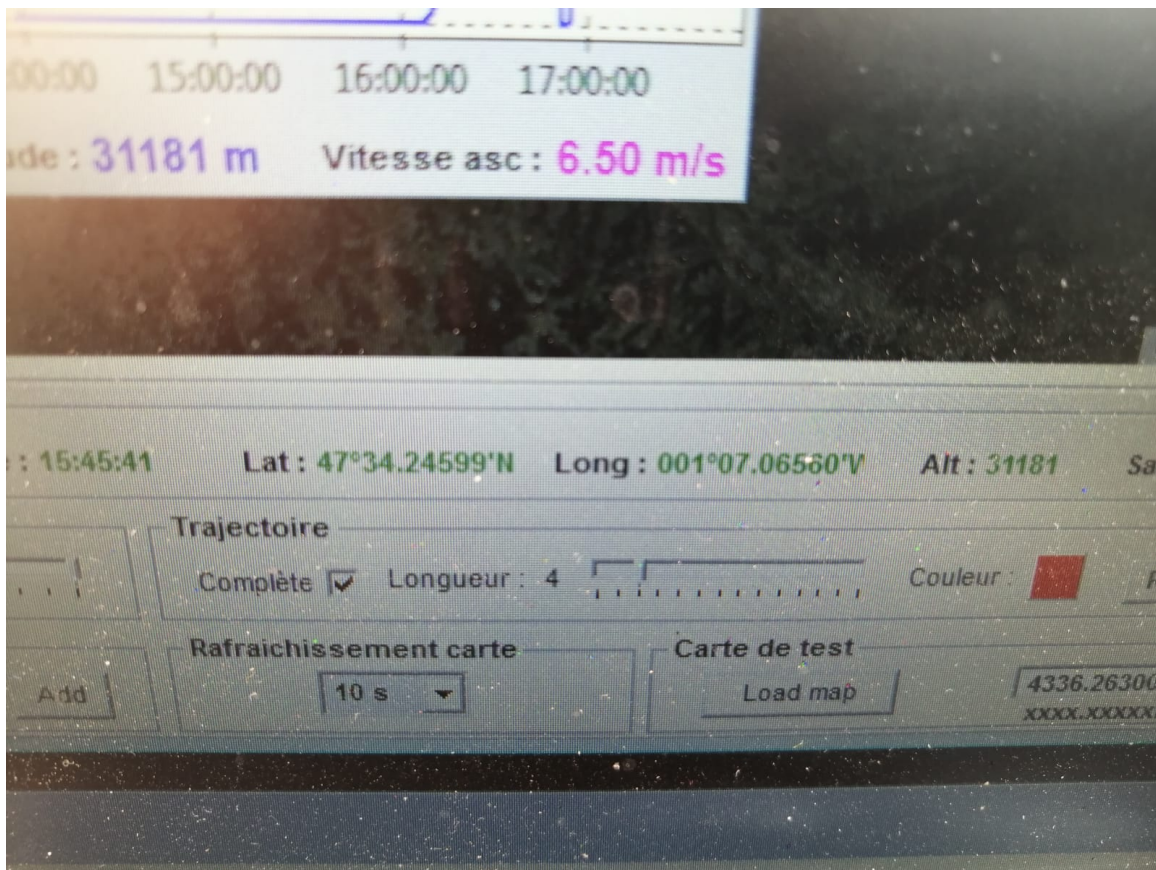 00:00 15:00:00 16:00:00 17:00:00
ude : 31181 m Vitesse asc : 6.50 m/s
: 15:45:41 Lat : 47°34.24599'N Long : 001°07.06560'V Alt : 31181 Sa
Trajectoire
Complète Longueur : 4 Couleur :
Rafraichissement carte Carte de test
Add 10 s Load map 4336.26300
xxxx.xxxxx